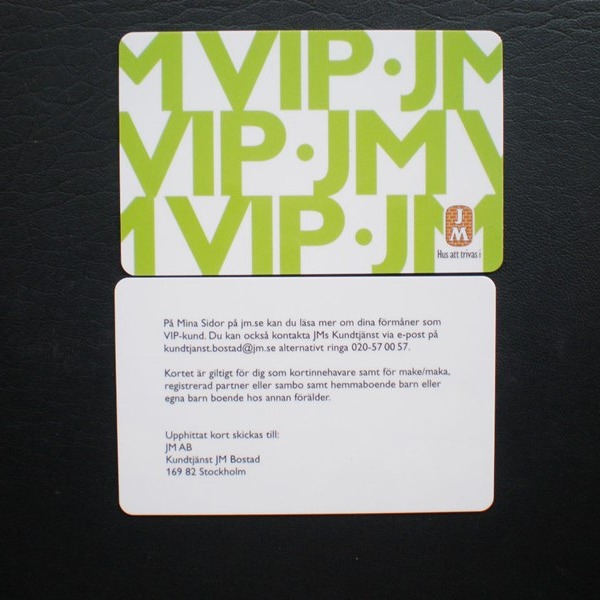 M VIP·JM
VIP·JMV
M VIP·JM
JM
Hus att trivas i
På Mina Sidor på jm.se kan du läsa mer om dina förmåner som
VIP-kund. Du kan också kontakta JMs Kundtjänst via e-post på
kundtjanst.bostad@jm.se alternativt ringa 020-57 00 57.
Kortet är giltigt för dig som kortinnehavare samt för make/maka,
registrerad partner eller sambo samt hemmaboende barn eller
egna barn boende hos annan förälder.
Upphittat kort skickas till:
JM AB
Kundtjänst JM Bostad
169 82 Stockholm